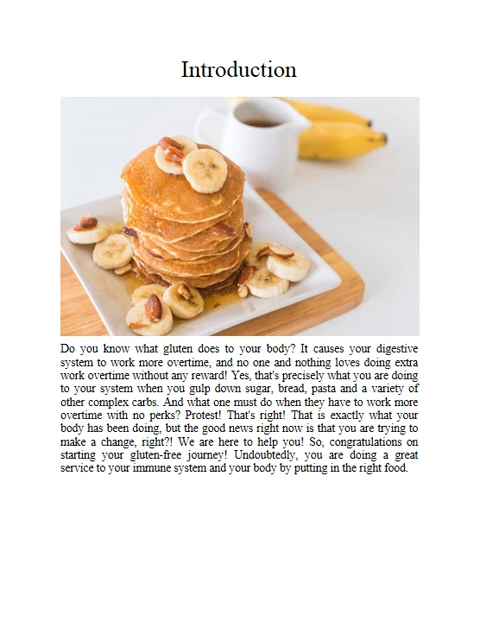 Introduction
Do you know what gluten does to your body? It causes your digestive
system to work more overtime, and no one and nothing loves doing extra
work overtime without any reward! Yes, that's precisely what you are doing
to your system when you gulp down sugar, bread, pasta and a variety of
other complex carbs. And what one must do when they have to work more
overtime with no perks? Protest! That's right! That is exactly what your
body has been doing, but the good news right now is that you are trying to
make a change, right?! We are here to help you! So, congratulations on
starting your gluten-free journey! Undoubtedly, you are doing a great
service to your immune system and your body by putting in the right food.